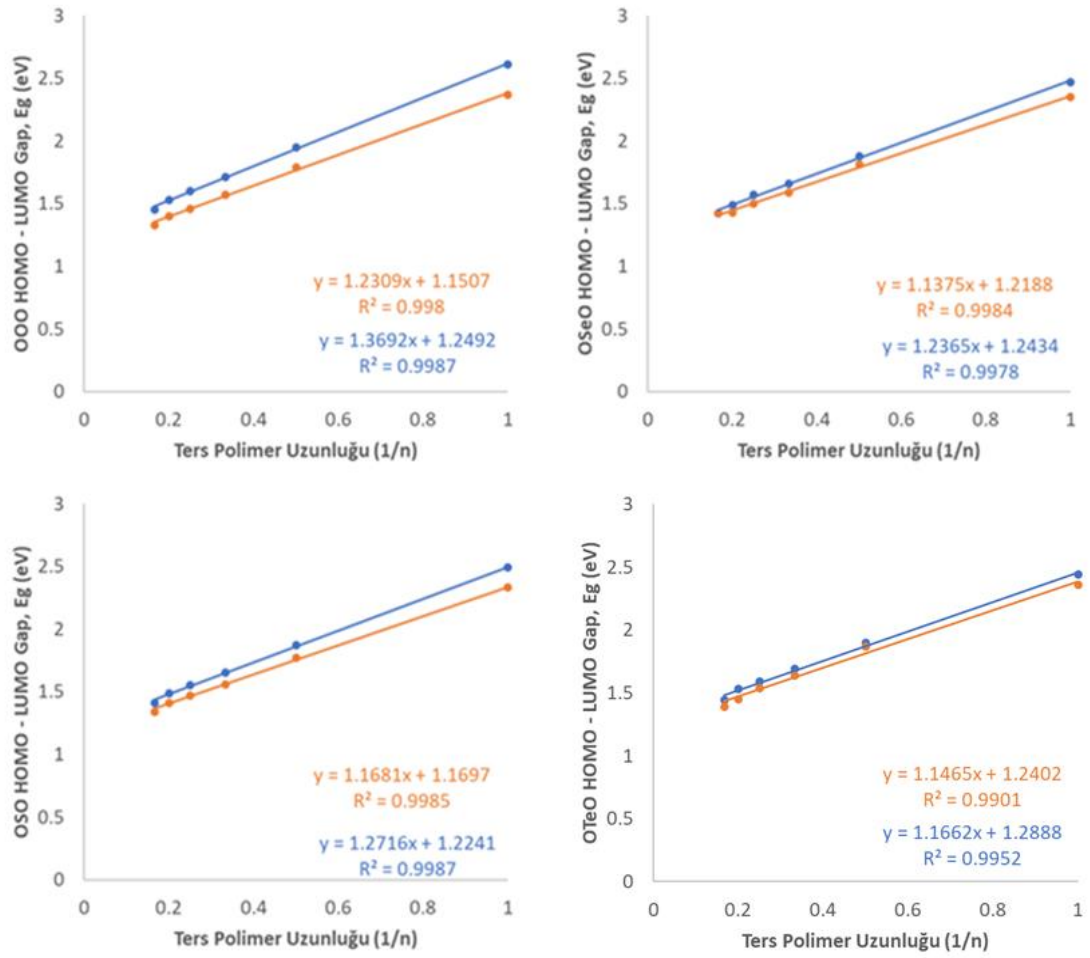 OOO HOMO - LUMO Gap, Eg (eV)
3
2.5
2
1.5
1
0.5
0
y = 1.2309x + 1.1507
R² = 0.998
y = 1.3692x + 1.2492
R² = 0.9987
0 0.2 0.4 0.6 0.8 1
Ters Polimer Uzunluğu (1/n)
OSeO HOMO - LUMO Gap, Eg (eV)
3
2.5
2
1.5
1
0.5
0
y = 1.1375x + 1.2188
R² = 0.9984
y = 1.2365x + 1.2434
R² = 0.9978
0 0.2 0.4 0.6 0.8 1
Ters Polimer Uzunluğu (1/n)
OSO HOMO - LUMO Gap, Eg (eV)
3
2.5
2
1.5
1
0.5
0
y = 1.1681x + 1.1697
R² = 0.9985
y = 1.2716x + 1.2241
R² = 0.9987
0 0.2 0.4 0.6 0.8 1
Ters Polimer Uzunluğu (1/n)
OTeO HOMO - LUMO Gap, Eg (eV)
3
2.5
2
1.5
1
0.5
0
y = 1.1465x + 1.2402
R² = 0.9901
y = 1.1662x + 1.2888
R² = 0.9952
0 0.2 0.4 0.6 0.8 1
Ters Polimer Uzunluğu (1/n)